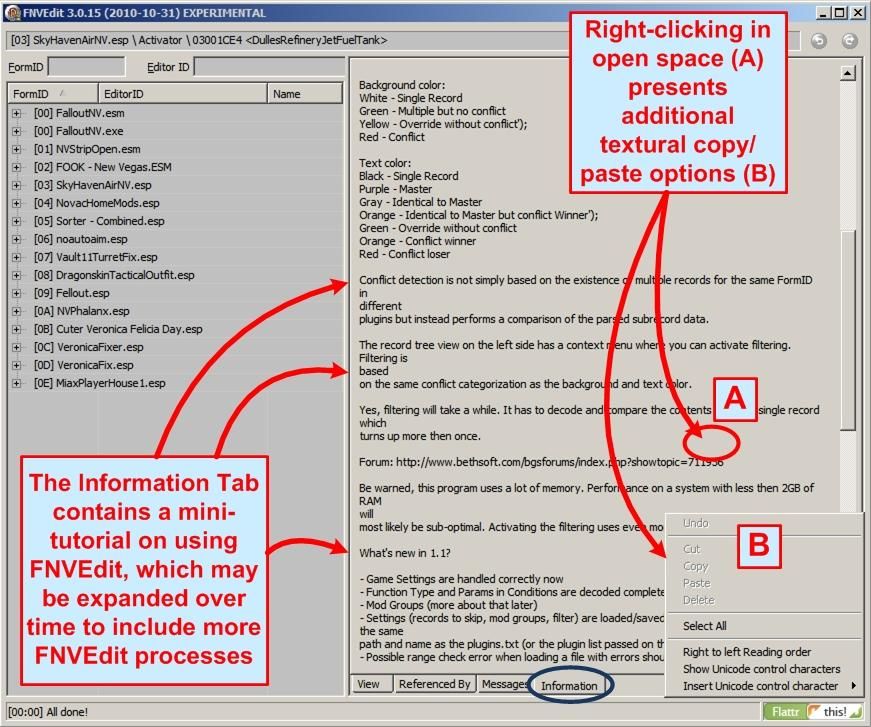 FNVEdit 3.0.15 (2010-10-31) EXPERIMENTAL
[03] SkyHavenAirNV.esp \ Activator \ 03001CE4 <DullesRefineryJetFuelTank>
FormID
Editor ID
FormID
EditorID
Name
[00] FalloutNV.esm
[00] FalloutNV.exe
[01] NVStripOpen.esm
[02] FOOK - New Vegas.ESM
[03] SkyHavenAirNV.esp
[04] NovacHomeMods.esp
[05] Sorter - Combined.esp
[06] noautoaim.esp
[07] Vault11TurretFix.esp
[08] DragonskinTacticalOutfit.esp
[09] Fellout.esp
[0A] NVPhalanx.esp
[0B] Cuter Veronica Felicia Day.esp
[0C] VeronicaFixer.esp
[0D] VeronicaFix.esp
[0E] MiaxPlayerHouse1.esp
The Information Tab
contains a mini-
tutorial on using
FNVEdit, which may
be expanded over
time to include more
FNVEdit processes
Background color:
White - Single Record
Green - Multiple but no conflict
Yellow - Override without conflict');
Red - Conflict
Text color:
Black - Single Record
Purple - Master
Gray - Identical to Master
Orange - Identical to Master but conflict Winner');
Green - Override without conflict
Orange - Conflict winner
Red - Conflict loser
Conflict detection is not simply based on the existence of multiple records for the same FormID
in
different
plugins but instead performs a comparison of the parsed subrecord data.
The record tree view on the left side has a context menu where you can activate filtering.
Filtering is
based
on the same conflict categorization as the background and text color.
Yes, filtering will take a while. It has to decode and compare the contents single record
which
turns up more then once.
Forum: http://www.bethsoft.com/bgsforums/index.php?showtopic=711936
Be warned, this program uses a lot of memory. Performance on a system with less then 2GB of
RAM
will
most likely be sub-optimal. Activating the filtering uses even mo
What's new in 1.1?
- Game Settings are handled correctly now
- Function Type and Params in Conditions are decoded complete
- Mod Groups (more about that later)
- Settings (records to skip, mod groups, filter) are loaded/saved
the same
path and name as the plugins.txt (or the plugin list passed on th
- Possible range check error when loading a file with errors shou
Right-clicking in
open space (A)
presents
additional
textural copy/
paste options (B)
A
B
Undo
Cut
Copy
Paste
Delete
Select All
Right to left Reading order
Show Unicode control characters
Insert Unicode control character
View
Referenced By
Messages
Information
[00:00] All done!
Flattr this!